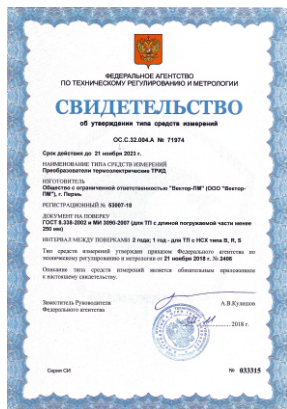 ФЕДЕРАЛЬНОЕ АГЕНТСТВО
ПО ТЕХНИЧЕСКОМУ РЕГУЛИРОВАНИЮ И МЕТРОЛОГИИ
СВИДЕТЕЛЬСТВО
об утверждении типа средств измерений
ОС.С.32.004.А № 71974
Срок действия до 21 ноября 2023 г.
НАИМЕНОВАНИЕ ТИПА СРЕДСТВ ИЗМЕРЕНИЙ
Преобразователи термоэлектрические ТРИД
ИЗГОТОВИТЕЛЬ
Общество с ограниченной ответственностью "Вектор-ПМ" (ООО "Вектор-
ПМ"), г. Пермь
РЕГИСТРАЦИОННЫЙ № 63007-18
ДОКУМЕНТ НА ПОВЕРКУ
ГОСТ 8.338-2002 и МИ 3090-2007 (для ТП с длиной погружаемой части менее
250 мм)
ИНТЕРВАЛ МЕЖДУ ПОВЕРКАМИ 2 года; 1 год - для ТП с НСХ типа B, R, S
Тип средств измерений утвержден приказом Федерального агентства по
техническому регулированию и метрологии от 21 ноября 2018 г. № 2406
Описание типа средств измерений является обязательным приложением
к настоящему свидетельству.
Заместитель Руководителя
А.В.Кулешов
Федерального агентства
2018 г.
Серия СИ
№ 033315